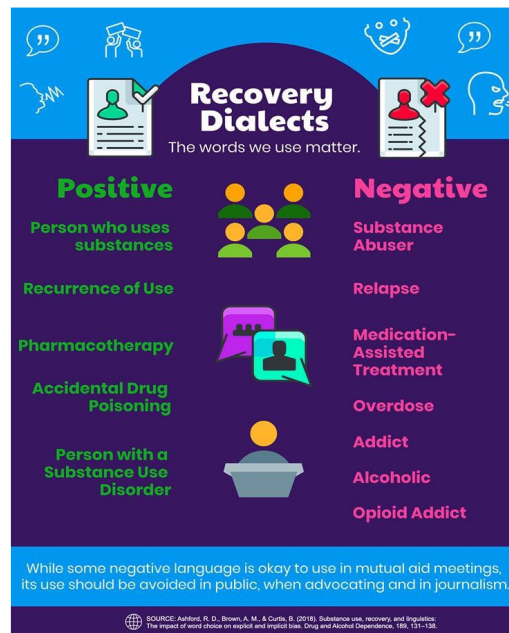 Recovery
Dialects
The words we use matter.
Positive
Person who uses
substances
Recurrence of Use
Pharmacotherapy
Accidental Drug
Poisoning
Person with a
Substance Use
Disorder
Negative
Substance
Abuser
Relapse
Medication-
Assisted
Treatment
Overdose
Addict
Alcoholic
Opioid Addict
While some negative language is okay to use in mutual aid meetings,
its use should be avoided in public, when advocating and in journalism.
SOURCE: Ashford, R. D., Brown, A. M., & Curtis, B. (2018). Substance use, recovery, and linguistics:
The impact of word choice on explicit and implicit bias. Drug and Alcohol Dependence, 189, 131–138.